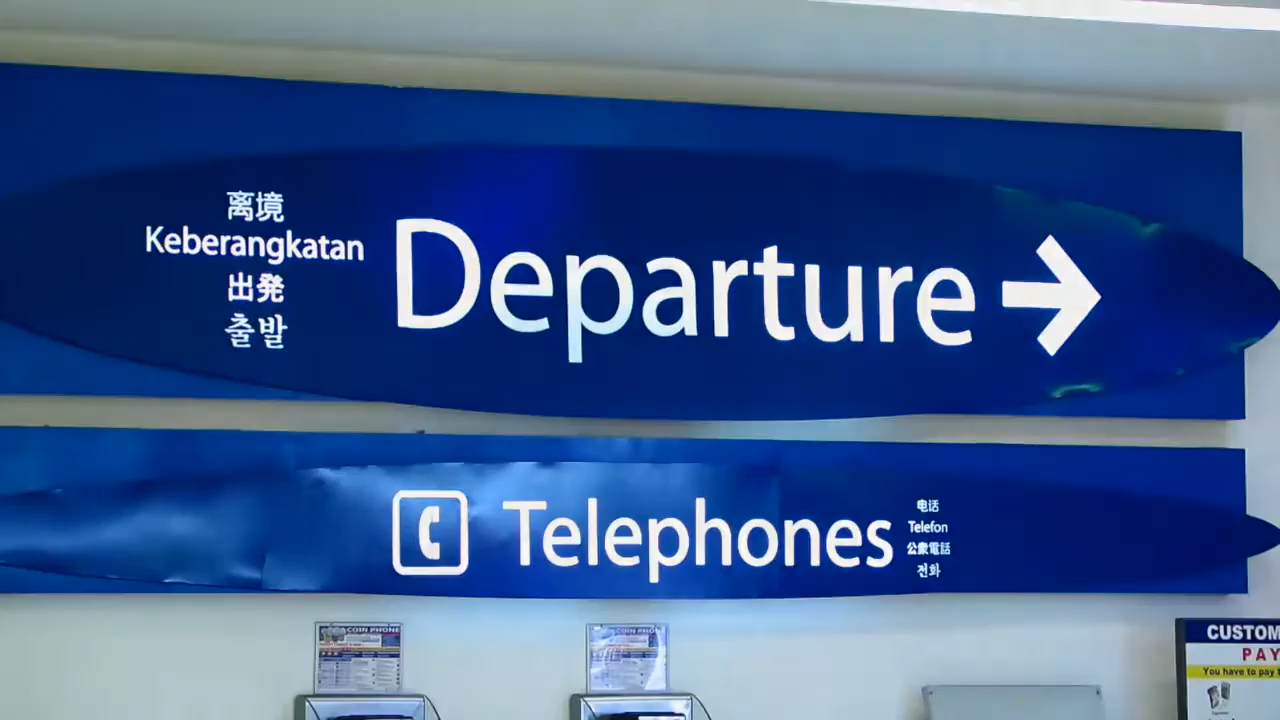 离境
Keberangkatan
出発
출발
Departure
Telephones
电话
Telefon
公衆電話
전화
COIN PHONE
COIN PHONE
CUSTOM
PAY
You have to pay